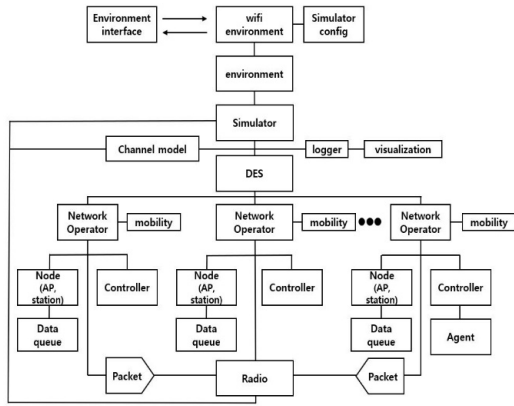 Environment
interface
wifi
environment
Simulator
config
environment
Simulator
Channel model
logger
visualization
DES
Network
Operator
mobility
Network
Operator
mobility
Network
Operator
mobility
Node
(AP,
station)
Controller
Node
(AP,
station)
Controller
Node
(AP,
station)
Controller
Data
queue
Data
queue
Data
queue
Agent
Packet
Radio
Packet